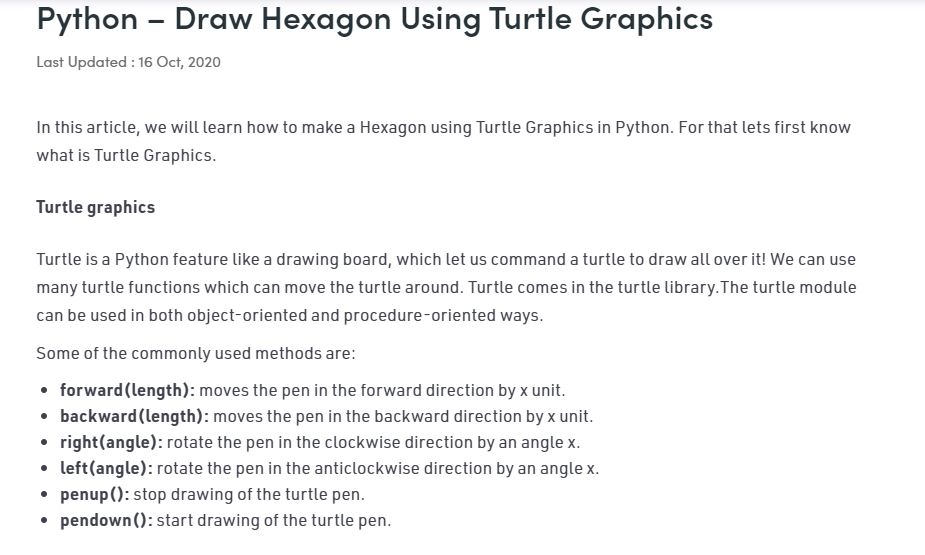 Python – Draw Hexagon Using Turtle Graphics
Last Updated : 16 Oct, 2020
In this article, we will learn how to make a Hexagon using Turtle Graphics in Python. For that lets first know
what is Turtle Graphics.
Turtle graphics
Turtle is a Python feature like a drawing board, which let us command a turtle to draw all over it! We can use
many turtle functions which can move the turtle around. Turtle comes in the turtle library.The turtle module
can be used in both object-oriented and procedure-oriented ways.
Some of the commonly used methods are:
• forward(length): moves the pen in the forward direction by x unit.
• backward(length): moves the pen in the backward direction by x unit.
• right(angle): rotate the pen in the clockwise direction by an angle x.
• left(angle): rotate the pen in the anticlockwise direction by an angle x.
• penup(): stop drawing of the turtle pen.
• pendown(): start drawing of the turtle pen.